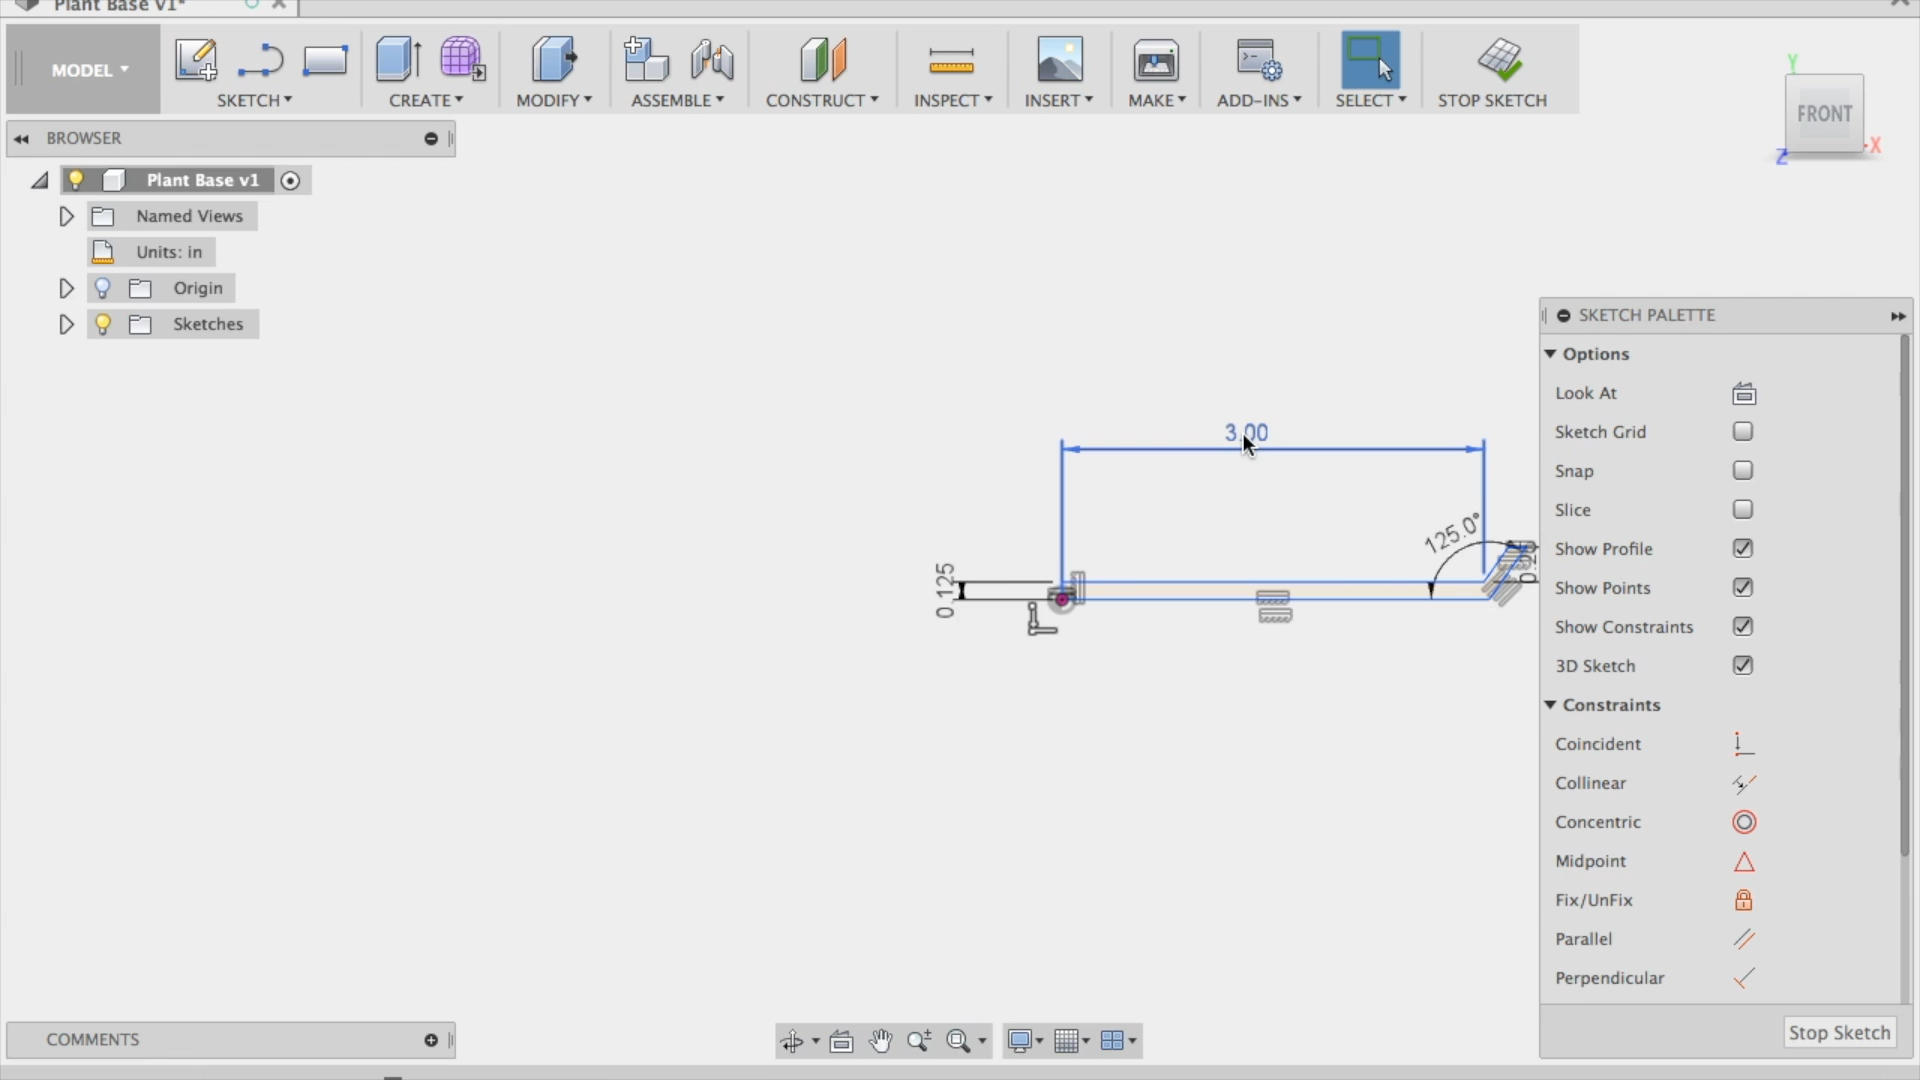 Plant Base v1*
MODEL
SKETCH
CREATE
MODIFY
ASSEMBLE
CONSTRUCT
INSPECT
INSERT
MAKE
ADD-INS
SELECT
STOP SKETCH
Y
FRONT
X
Z
BROWSER
Plant Base v1
Named Views
Units: in
Origin
Sketches
3.00
125.0°
0.125
SKETCH PALETTE
Options
Look At
Sketch Grid
Snap
Slice
Show Profile
Show Points
Show Constraints
3D Sketch
Constraints
Coincident
Collinear
Concentric
Midpoint
Fix/UnFix
Parallel
Perpendicular
Stop Sketch
COMMENTS